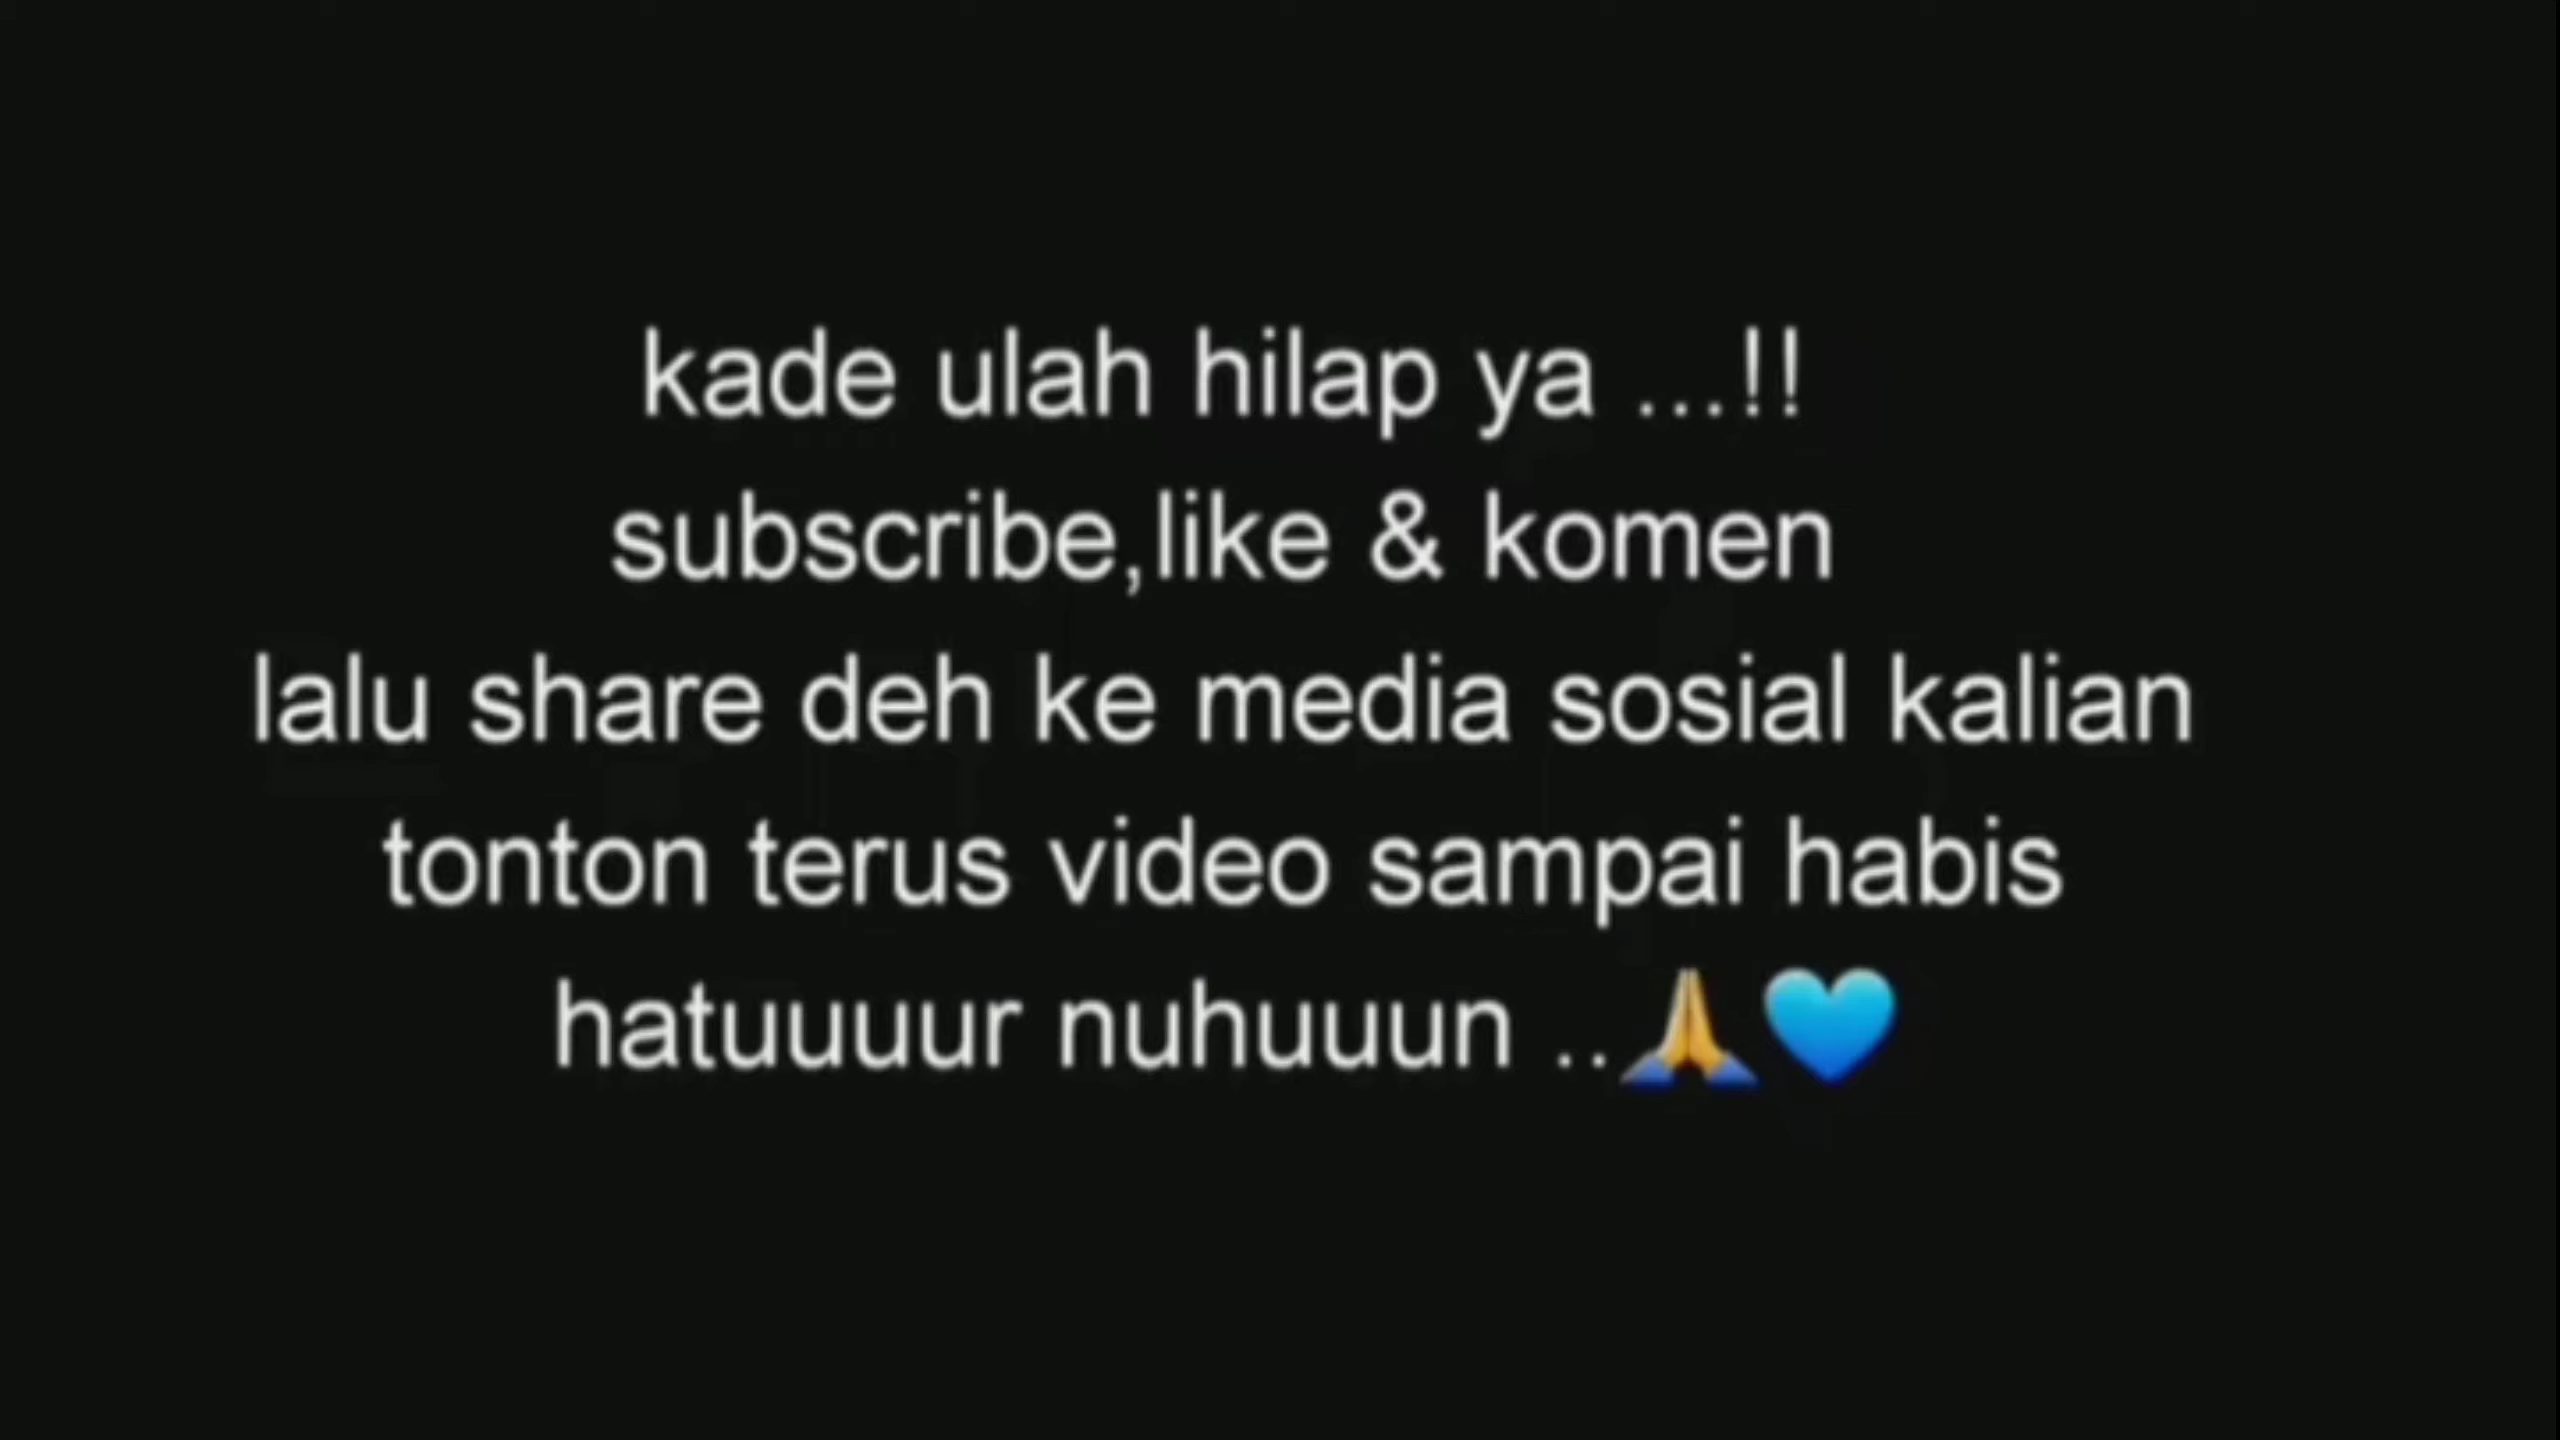 kade ulah hilap ya ...!!
subscribe,like & komen
lalu share deh ke media sosial kalian
tonton terus video sampai habis
hatuuuur nuhuuun ..🙏💙